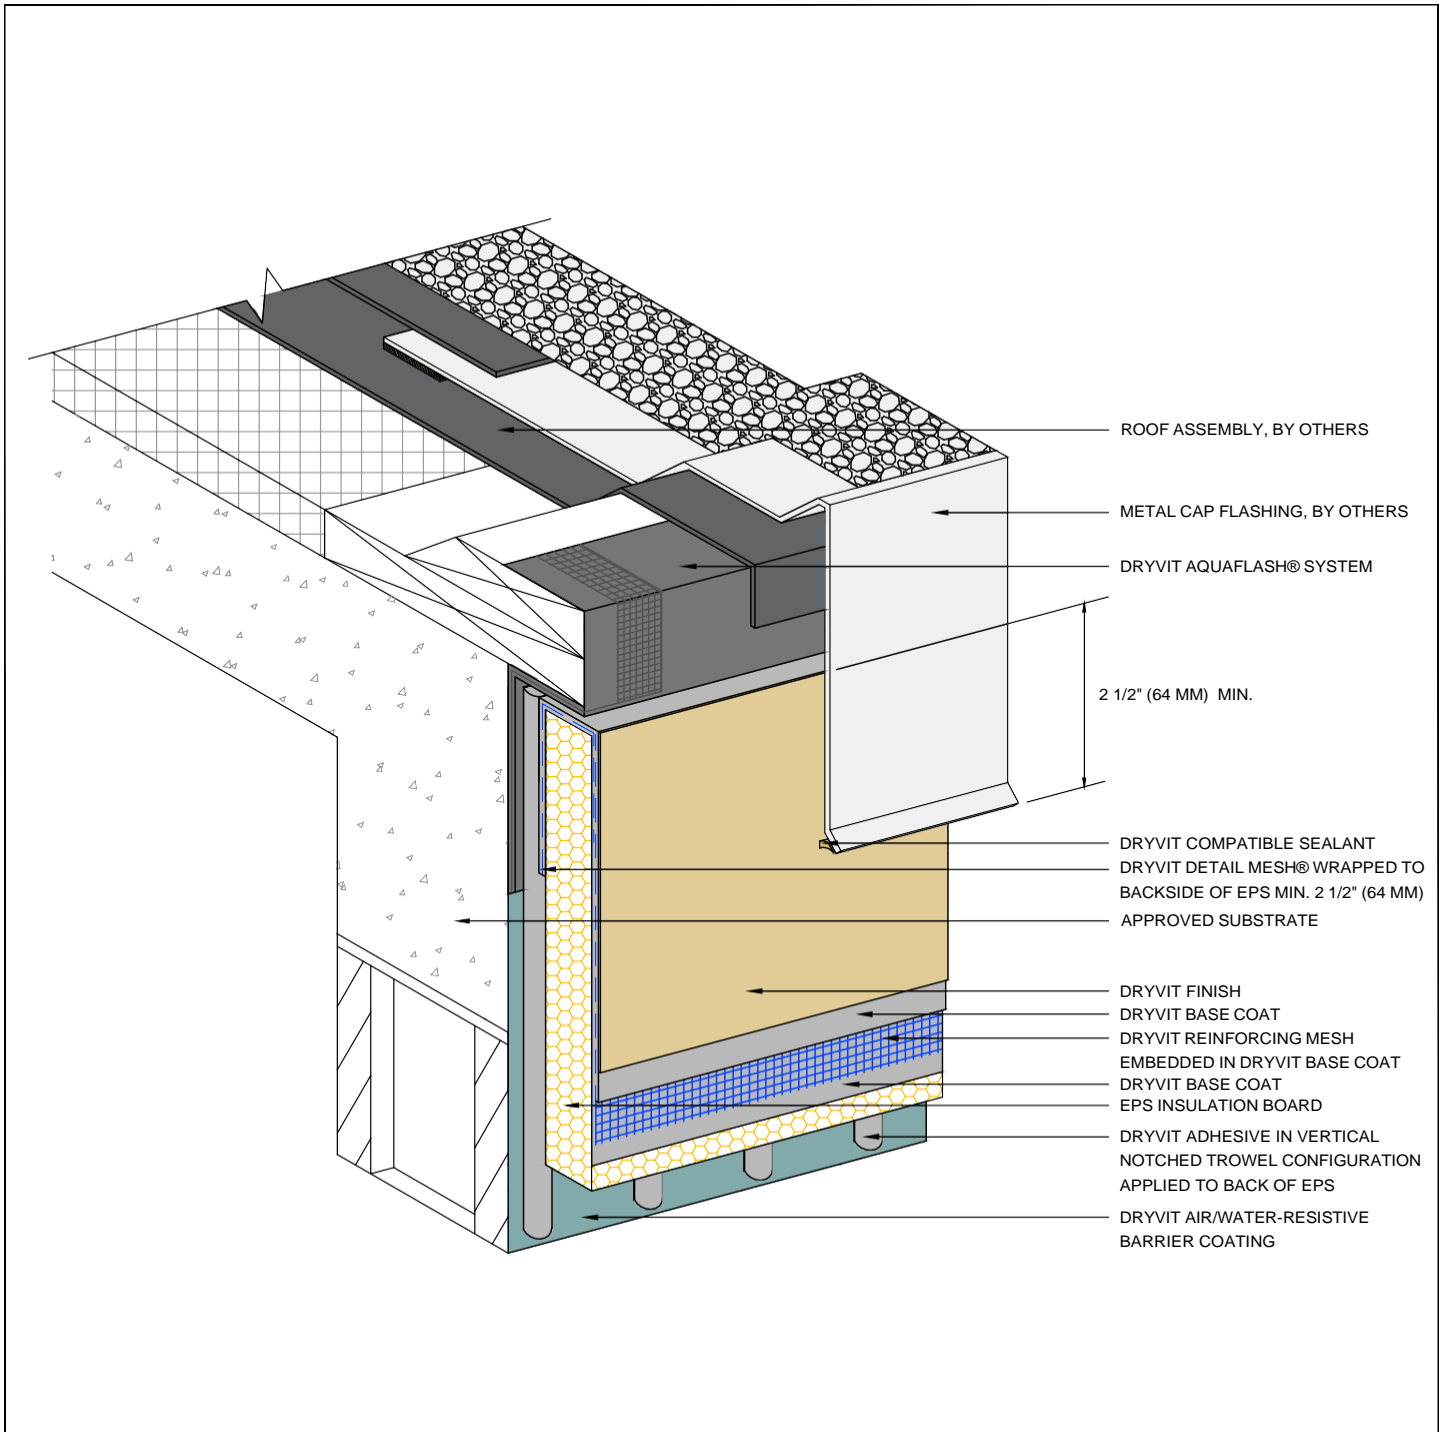 ROOF ASSEMBLY, BY OTHERS
METAL CAP FLASHING, BY OTHERS
DRYVIT AQUAFLASH® SYSTEM
2 1/2" (64 MM) MIN.
DRYVIT COMPATIBLE SEALANT
DRYVIT DETAIL MESH® WRAPPED TO
BACKSIDE OF EPS MIN. 2 1/2" (64 MM)
APPROVED SUBSTRATE
DRYVIT FINISH
DRYVIT BASE COAT
DRYVIT REINFORCING MESH
EMBEDDED IN DRYVIT BASE COAT
DRYVIT BASE COAT
EPS INSULATION BOARD
DRYVIT ADHESIVE IN VERTICAL
NOTCHED TROWEL CONFIGURATION
APPLIED TO BACK OF EPS
DRYVIT AIR/WATER-RESISTIVE
BARRIER COATING